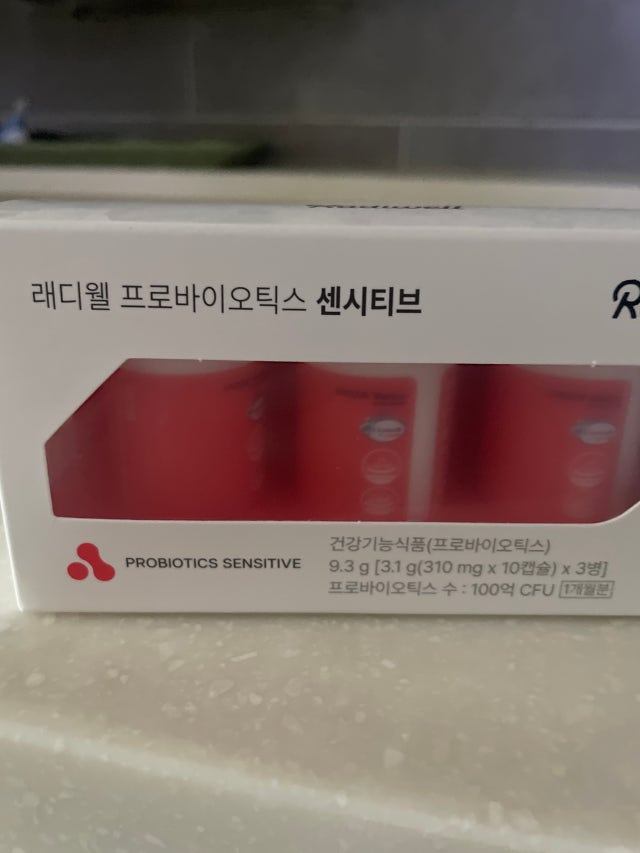 래디웰 프로바이오틱스 센시티브
PROBIOTICS SENSITIVE
건강기능식품(프로바이오틱스)
9.3 g [3.1 g(310 mg x 10캡슐) x 3병]
프로바이오틱스 수 : 100억 CFU 1개월분